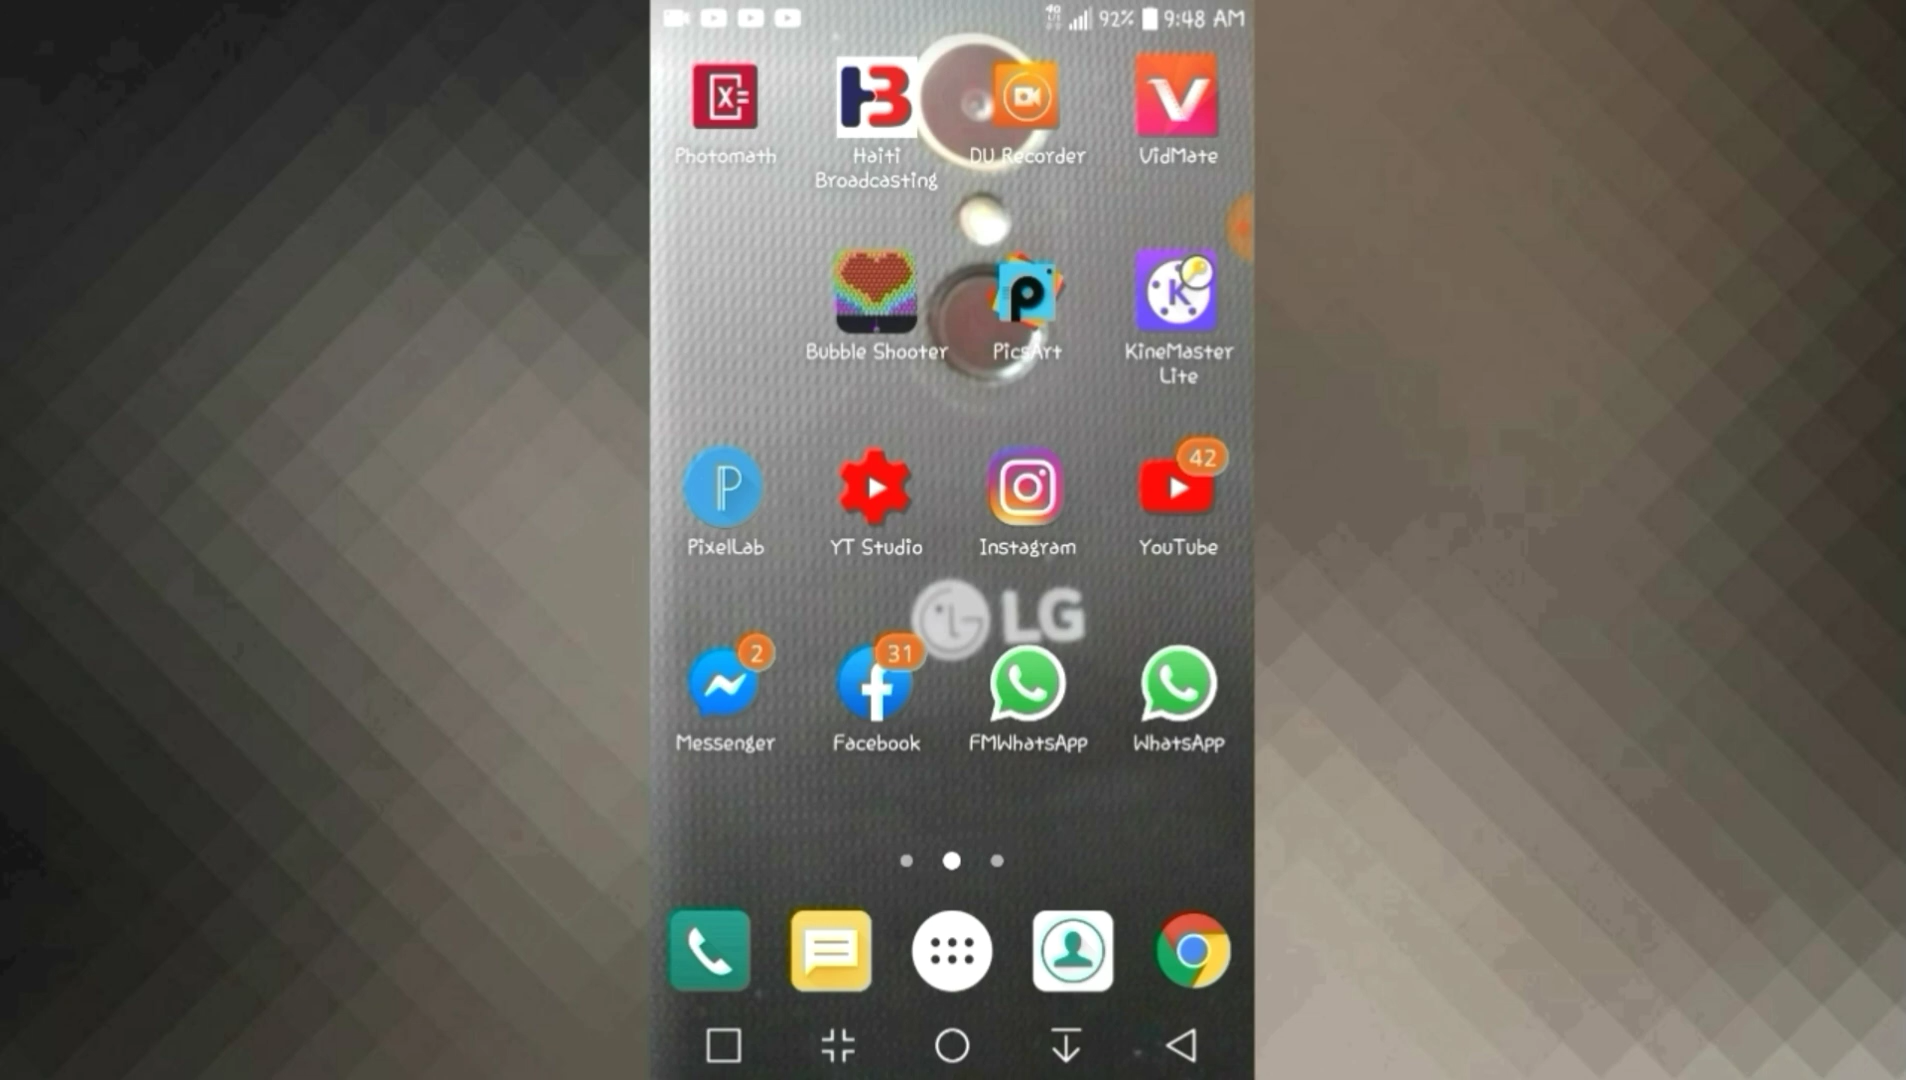 92% 9:48 AM
Photomath
Haiti
Broadcasting
DU Recorder
VidMate
Bubble Shooter
PicsArt
KineMaster
Lite
PixelLab
YT Studio
Instagram
42
YouTube
LG
2
Messenger
31
Facebook
FMWhatsApp
WhatsApp